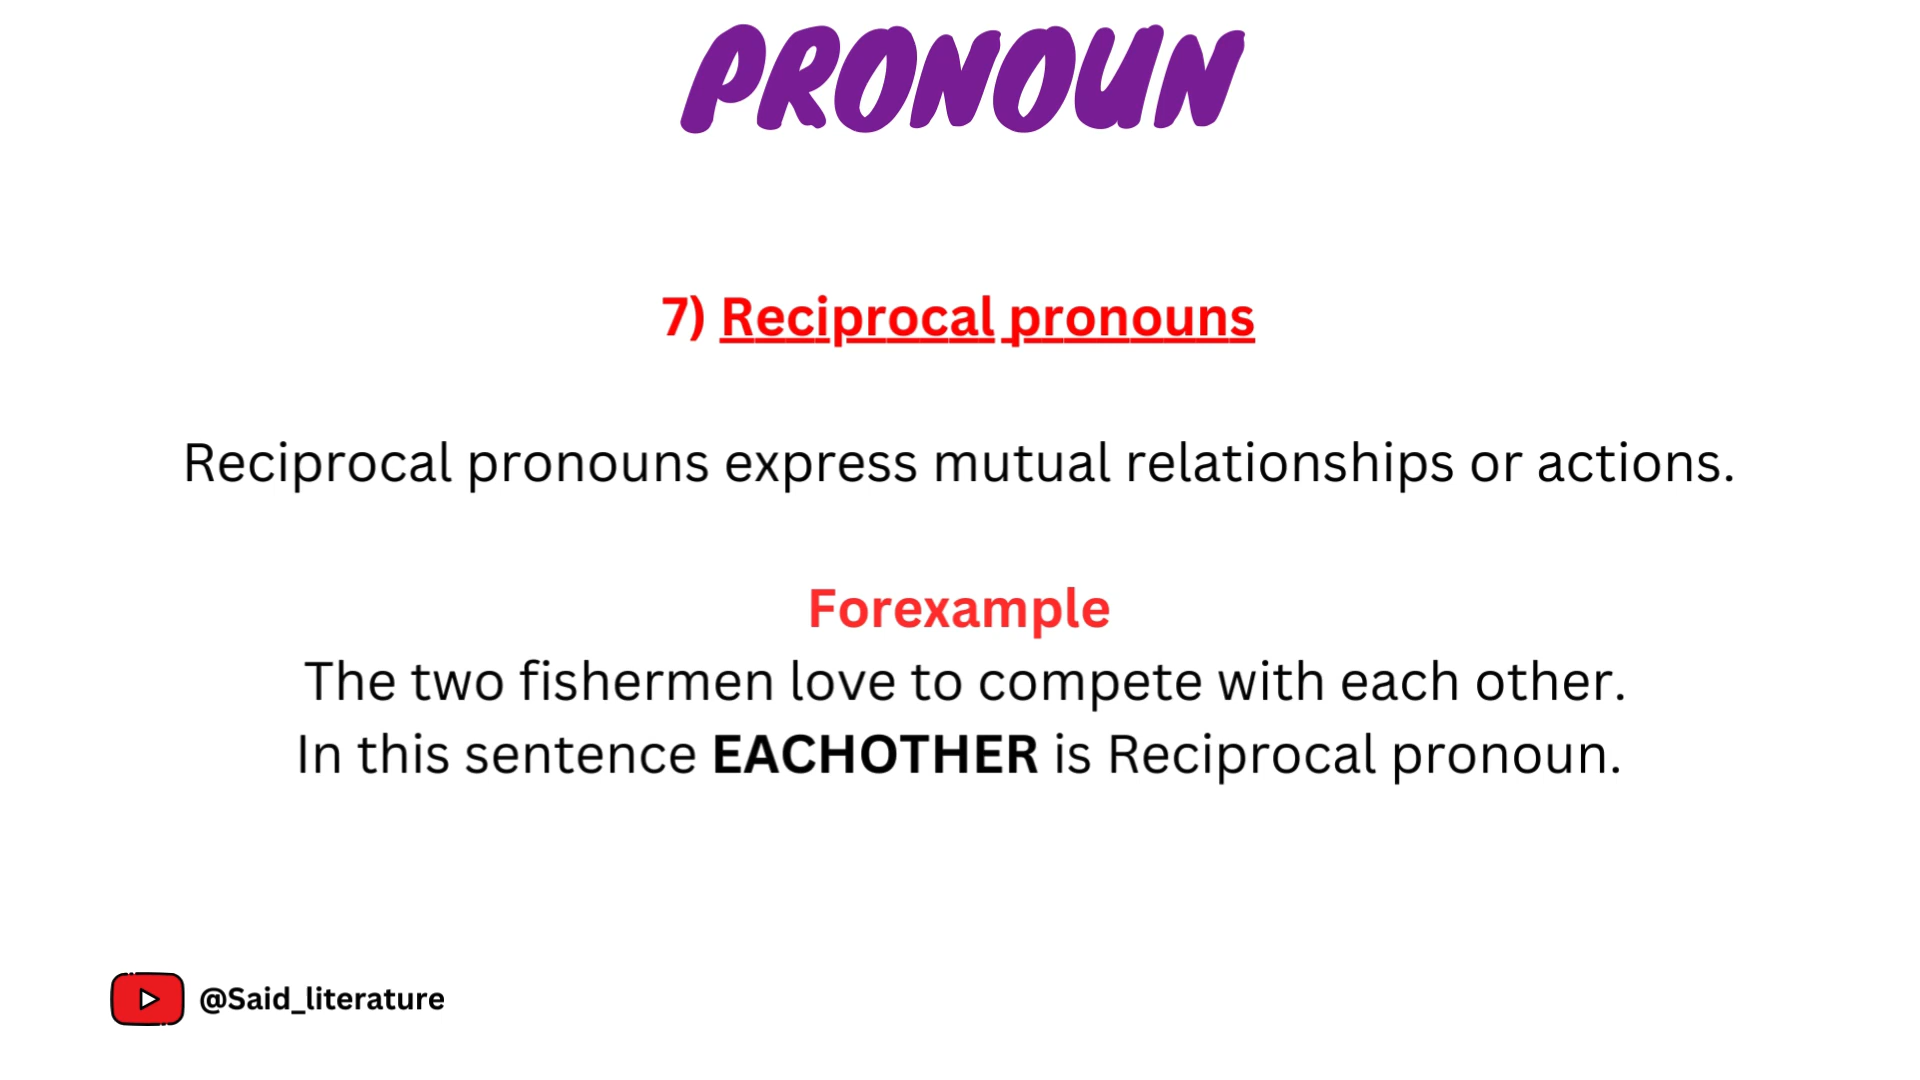 PRONOUN
7) Reciprocal pronouns
Reciprocal pronouns express mutual relationships or actions.
Forexample
The two fishermen love to compete with each other.
In this sentence EACHOTHER is Reciprocal pronoun.
@Said_literature